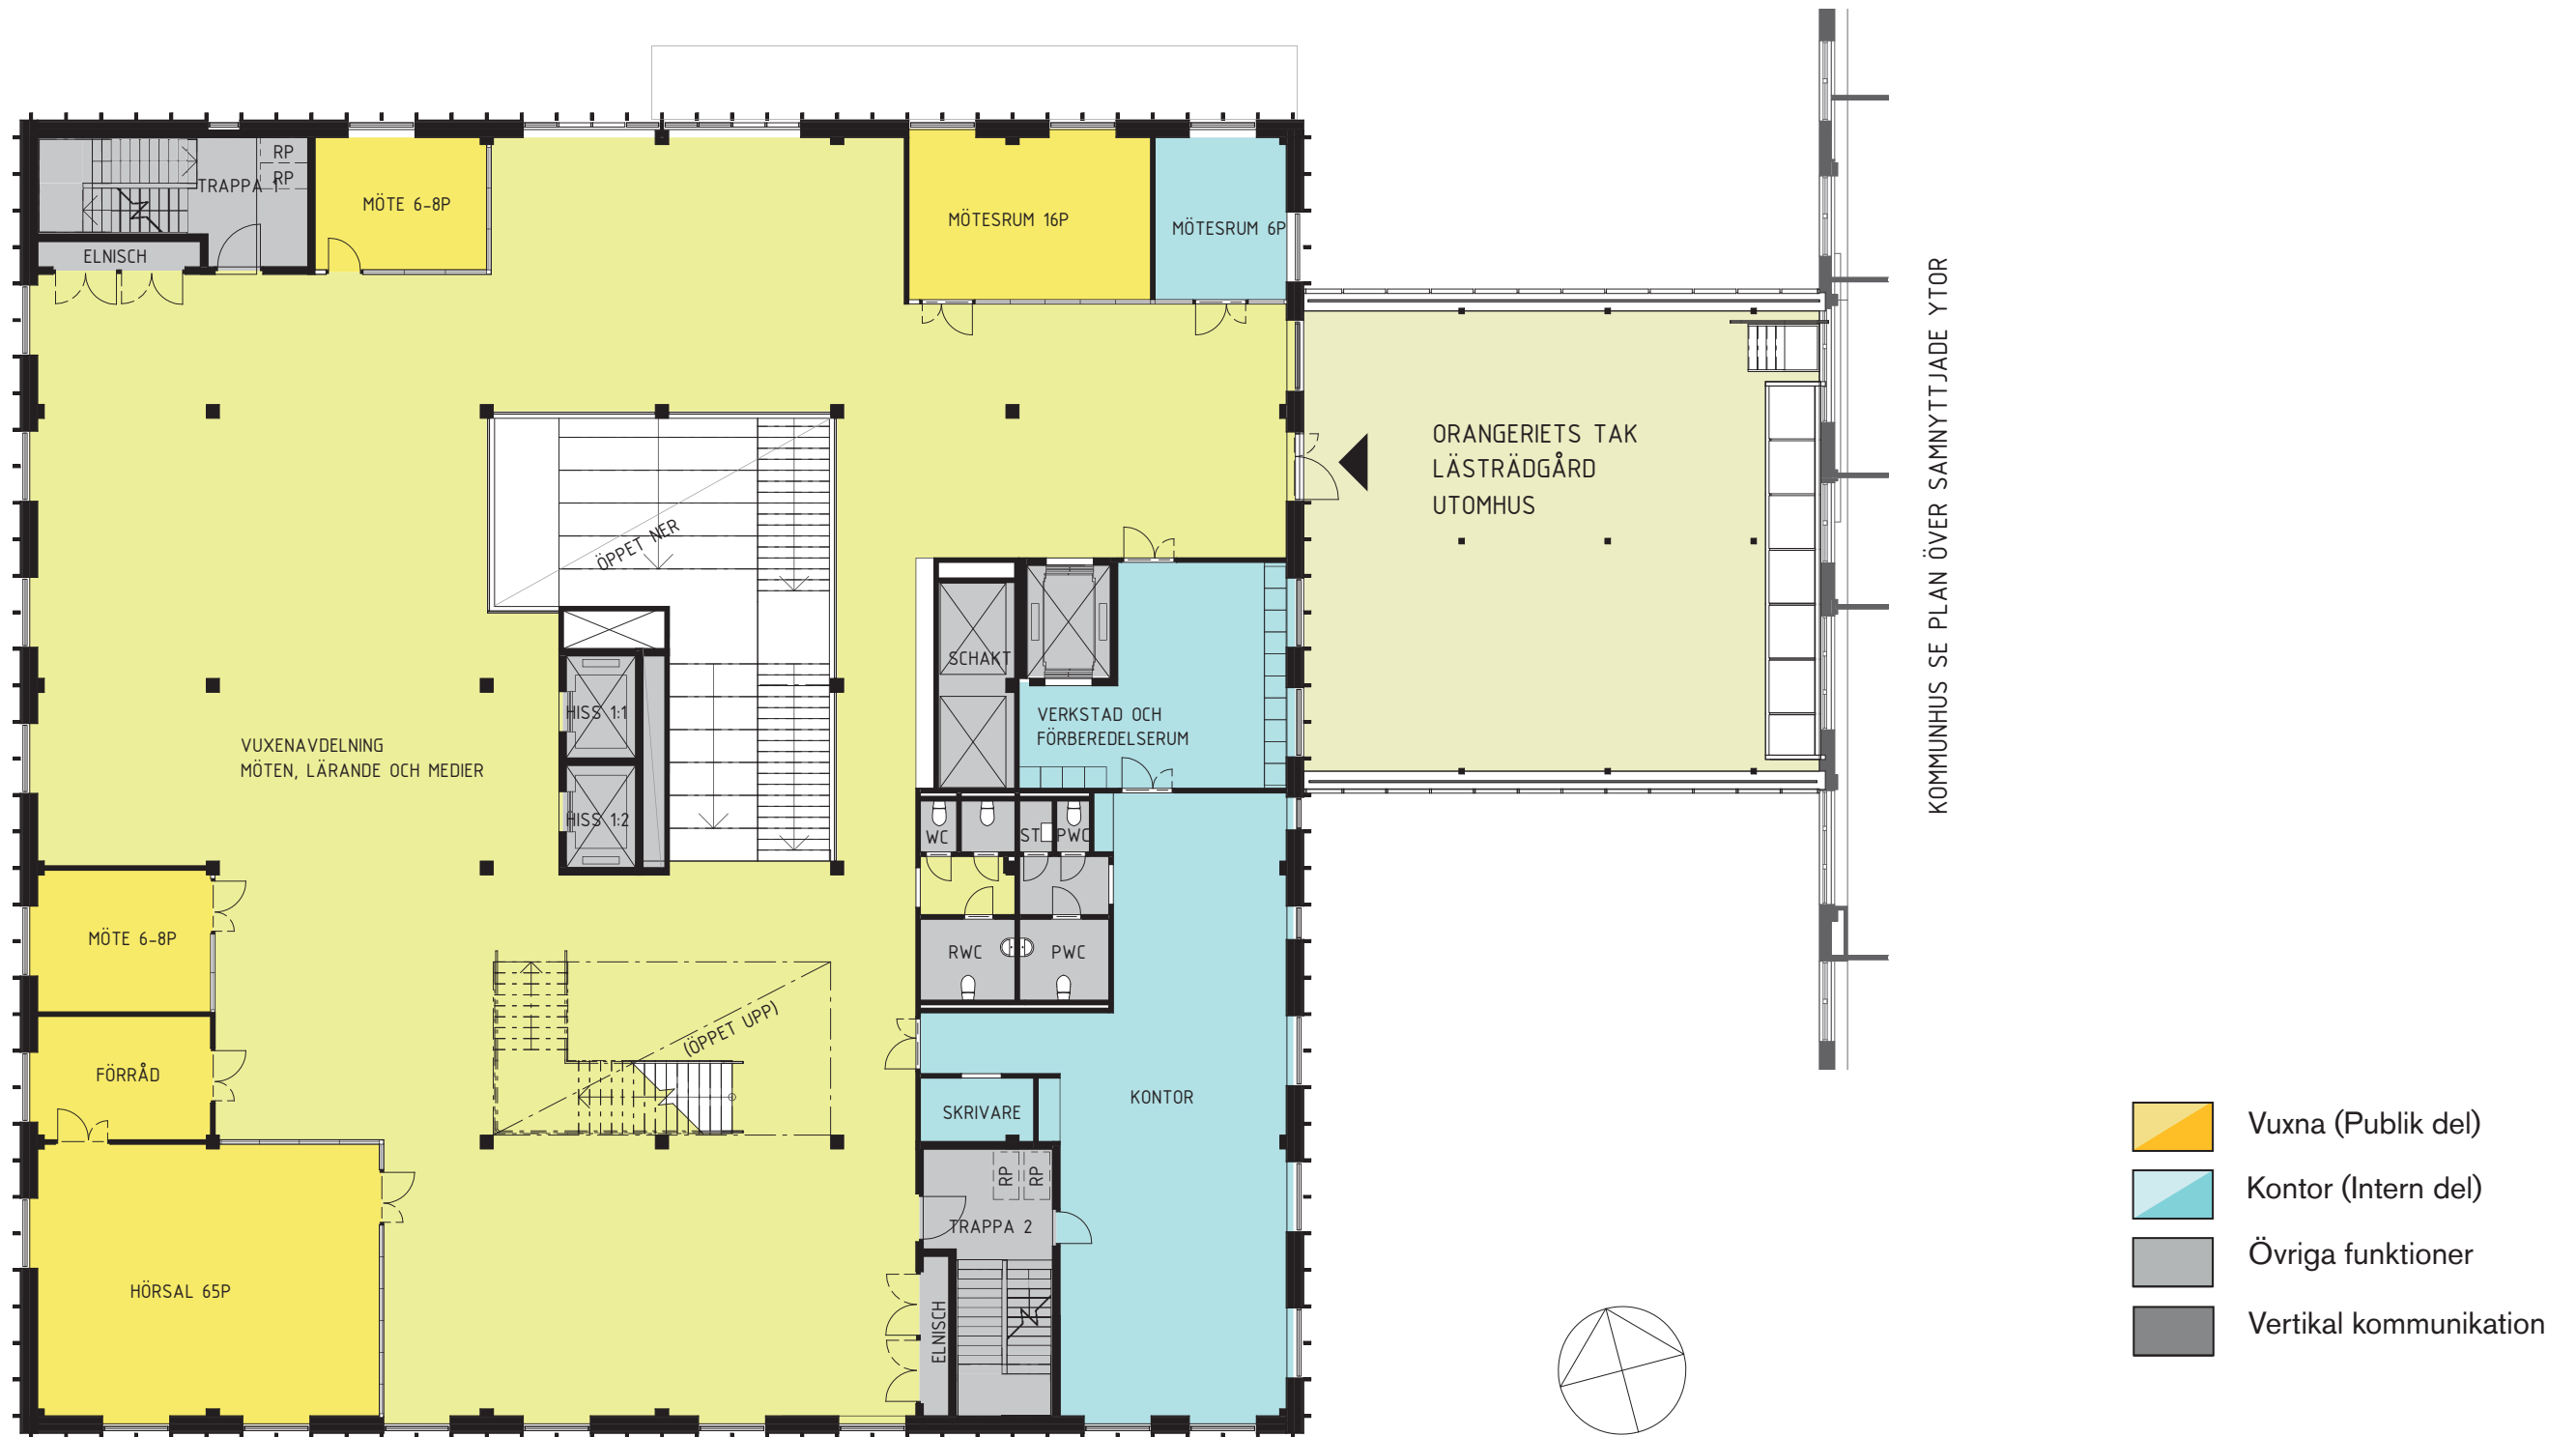 RP
RP
TRAPPA 1
ELNISCH
MÖTE 6-8P
MÖTESRUM 16P
MÖTESRUM 6P
ORANGERIETS TAK
LÄSTRÄDGÅRD
UTOMHUS
KOMMUNHUS SE PLAN ÖVER SAMNYTTJADE YTOR
ÖPPET NER
SCHAKT
HISS 1:1
HISS 1:2
VERKSTAD OCH
FÖRBEREDELSERUM
VUXENAVDELNING
MÖTEN, LÄRANDE OCH MEDIER
WC
ST
PWC
RWC
PWC
MÖTE 6-8P
FÖRRÅD
(ÖPPET UPP)
SKRIVARE
KONTOR
RP
RP
TRAPPA 2
ELNISCH
HÖRSAL 65P
Vuxna (Publik del)
Kontor (Intern del)
Övriga funktioner
Vertikal kommunikation